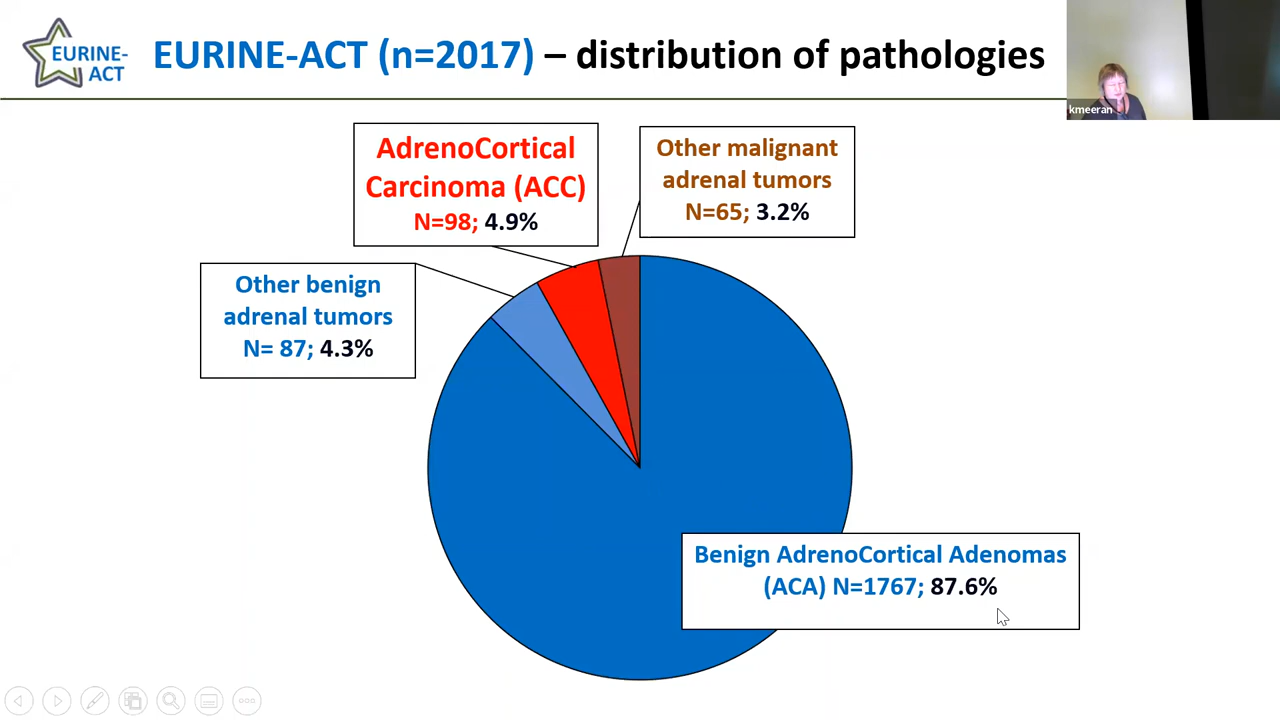 EURINE-
ACT
EURINE-ACT (n=2017) – distribution of pathologies
kmeeran
AdrenoCortical
Carcinoma (ACC)
N=98; 4.9%
Other malignant
adrenal tumors
N=65; 3.2%
Other benign
adrenal tumors
N= 87; 4.3%
Benign AdrenoCortical Adenomas
(ACA) N=1767; 87.6%